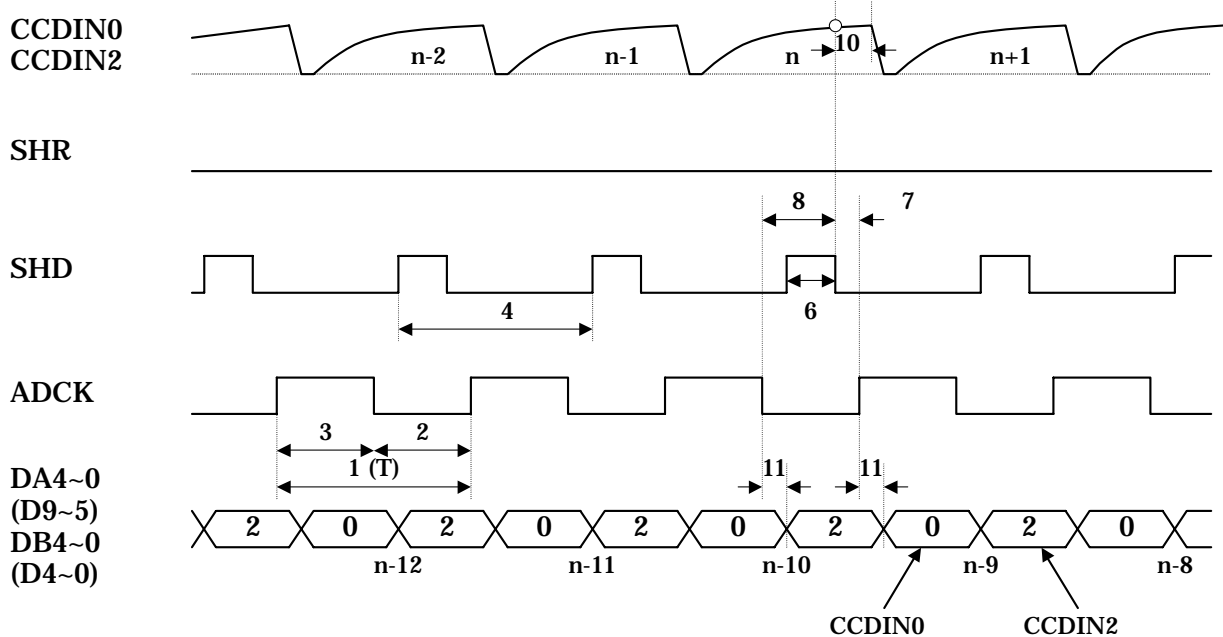 CCDIN0
CCDIN2
n-2
n-1
n
10
n+1
SHR
8
7
SHD
4
6
ADCK
3
2
1 (T)
11
11
DA4~0
(D9~5)
DB4~0
(D4~0)
2
0
2
0
2
0
2
0
2
0
n-12
n-11
n-10
n-9
n-8
CCDIN0
CCDIN2